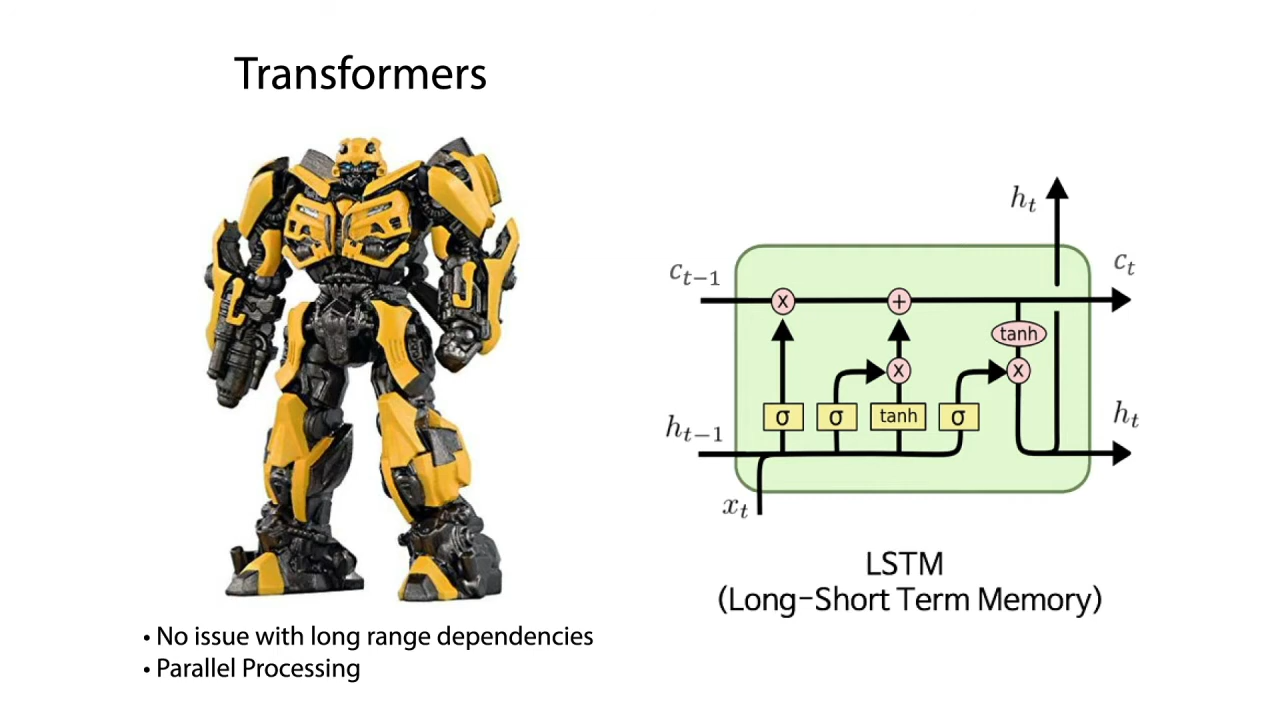 Transformers
• No issue with long range dependencies
• Parallel Processing
h_t
c_{t-1}
c_t
x
+
tanh
x
x
σ
σ
tanh
σ
h_{t-1}
h_t
x_t
LSTM
(Long-Short Term Memory)